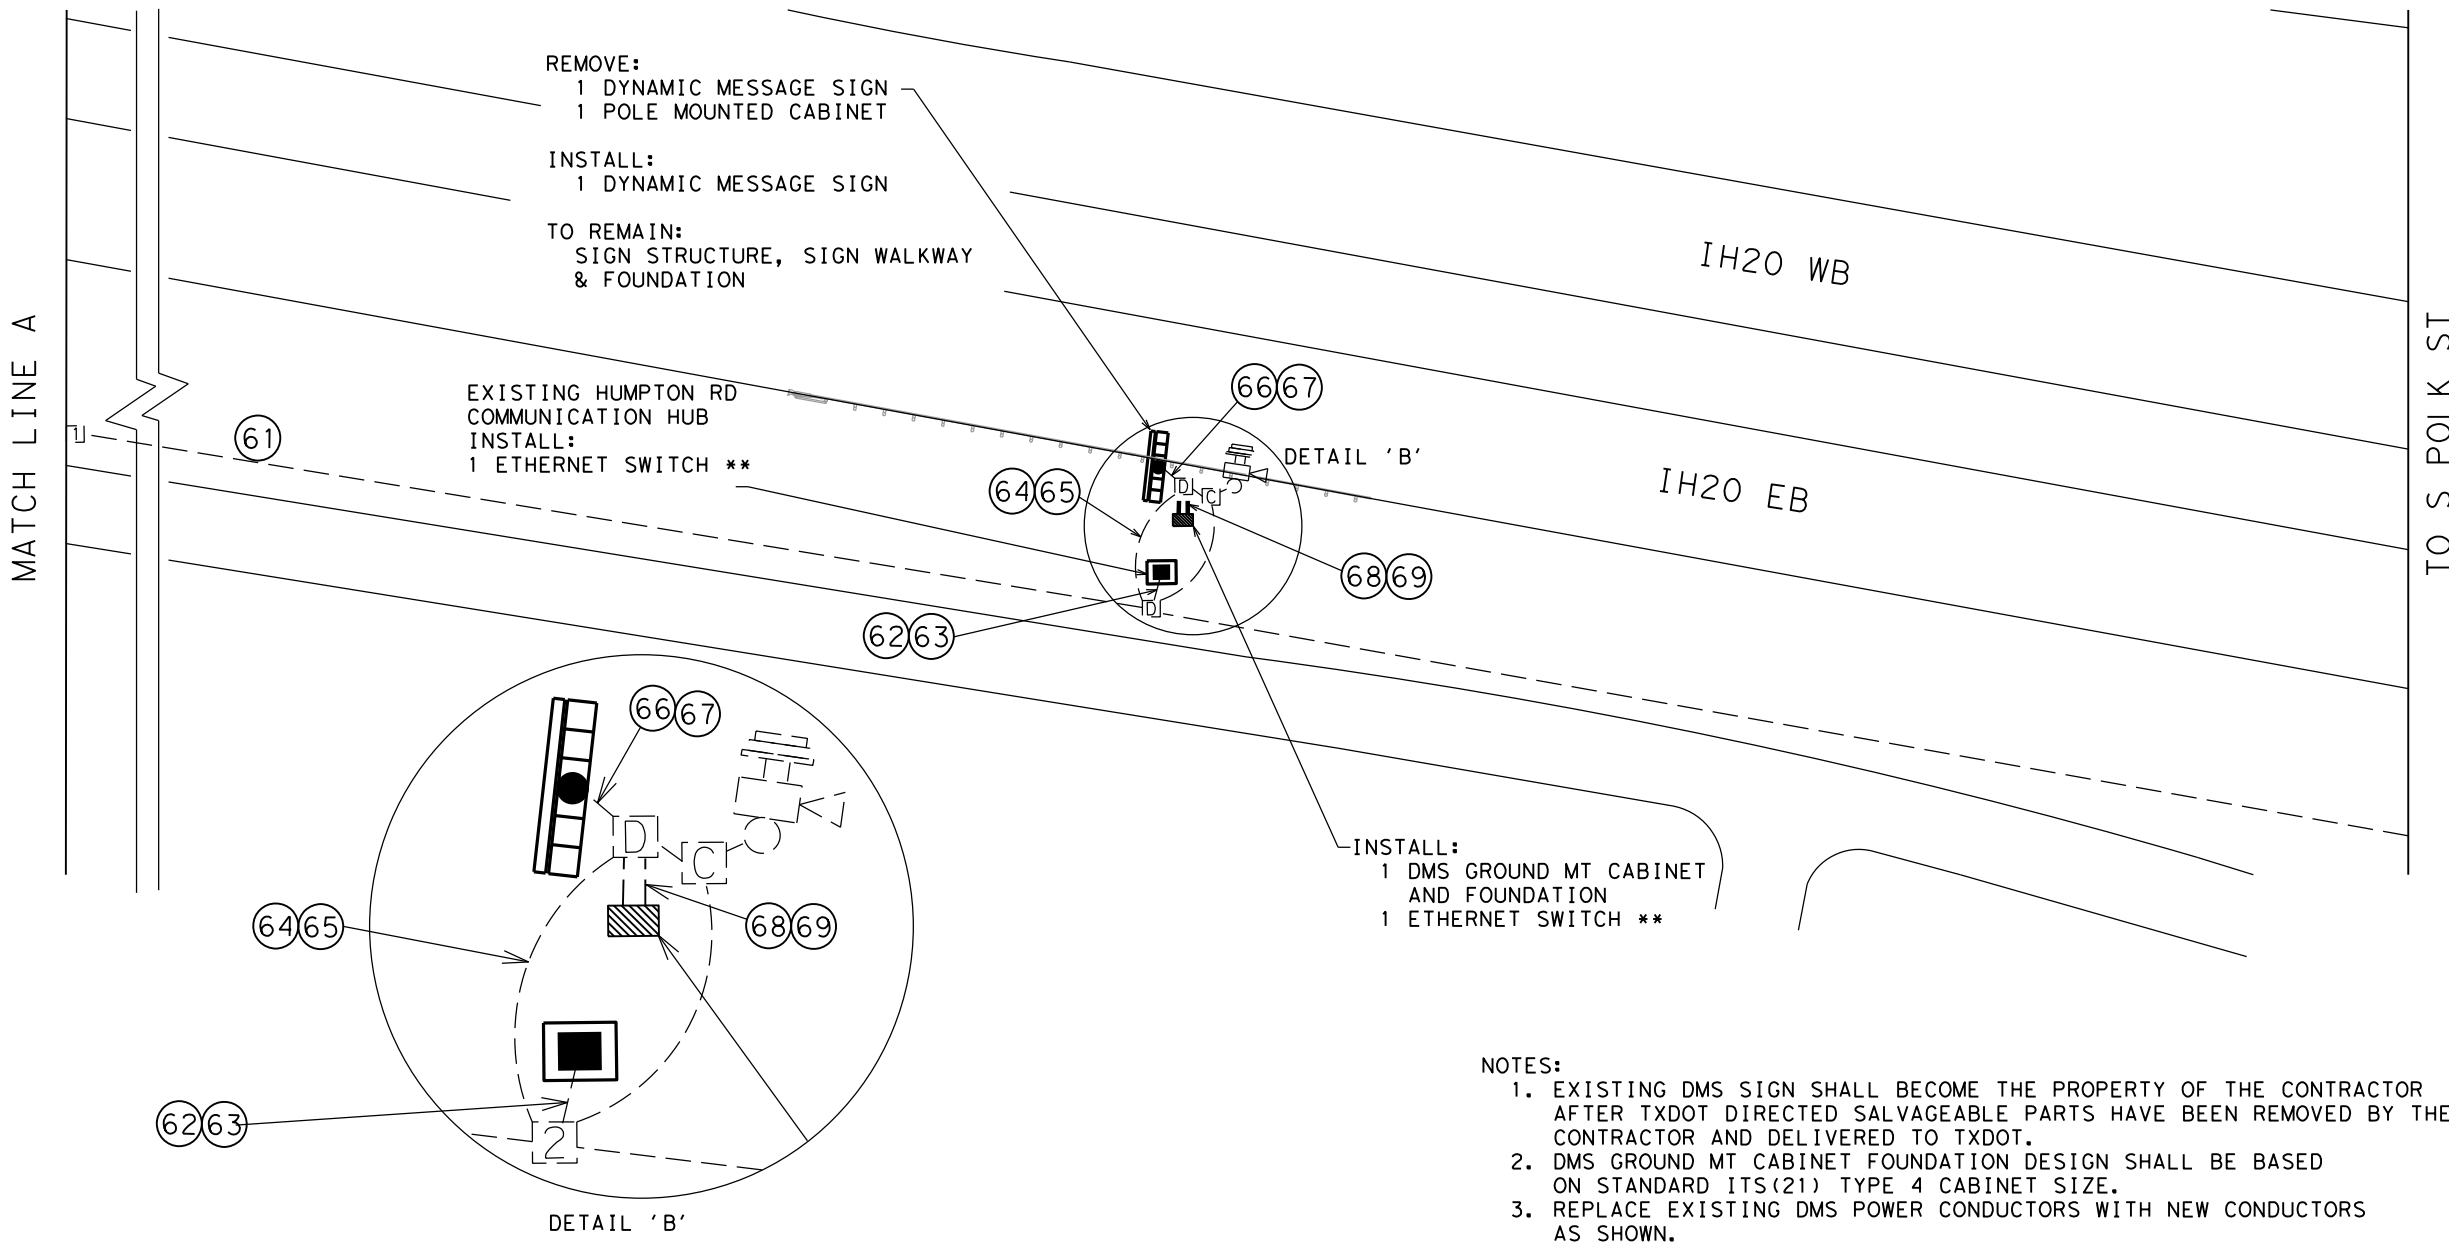 REMOVE:
1 DYNAMIC MESSAGE SIGN
1 POLE MOUNTED CABINET
INSTALL:
1 DYNAMIC MESSAGE SIGN
TO REMAIN:
SIGN STRUCTURE, SIGN WALKWAY
& FOUNDATION
IH20 WB
MATCH LINE A
TO S POLK ST
EXISTING HUMPTON RD
COMMUNICATION HUB
INSTALL:
1 ETHERNET SWITCH **
66 67
1
61
DETAIL 'B'
64 65
D
C
IH20 EB
68 69
D
62 63
66 67
D
C
64 65
68 69
62 63
2
DETAIL 'B'
INSTALL:
1 DMS GROUND MT CABINET
AND FOUNDATION
1 ETHERNET SWITCH **
NOTES:
1. EXISTING DMS SIGN SHALL BECOME THE PROPERTY OF THE CONTRACTOR
AFTER TXDOT DIRECTED SALVAGEABLE PARTS HAVE BEEN REMOVED BY THE
CONTRACTOR AND DELIVERED TO TXDOT.
2. DMS GROUND MT CABINET FOUNDATION DESIGN SHALL BE BASED
ON STANDARD ITS(21) TYPE 4 CABINET SIZE.
3. REPLACE EXISTING DMS POWER CONDUCTORS WITH NEW CONDUCTORS
AS SHOWN.